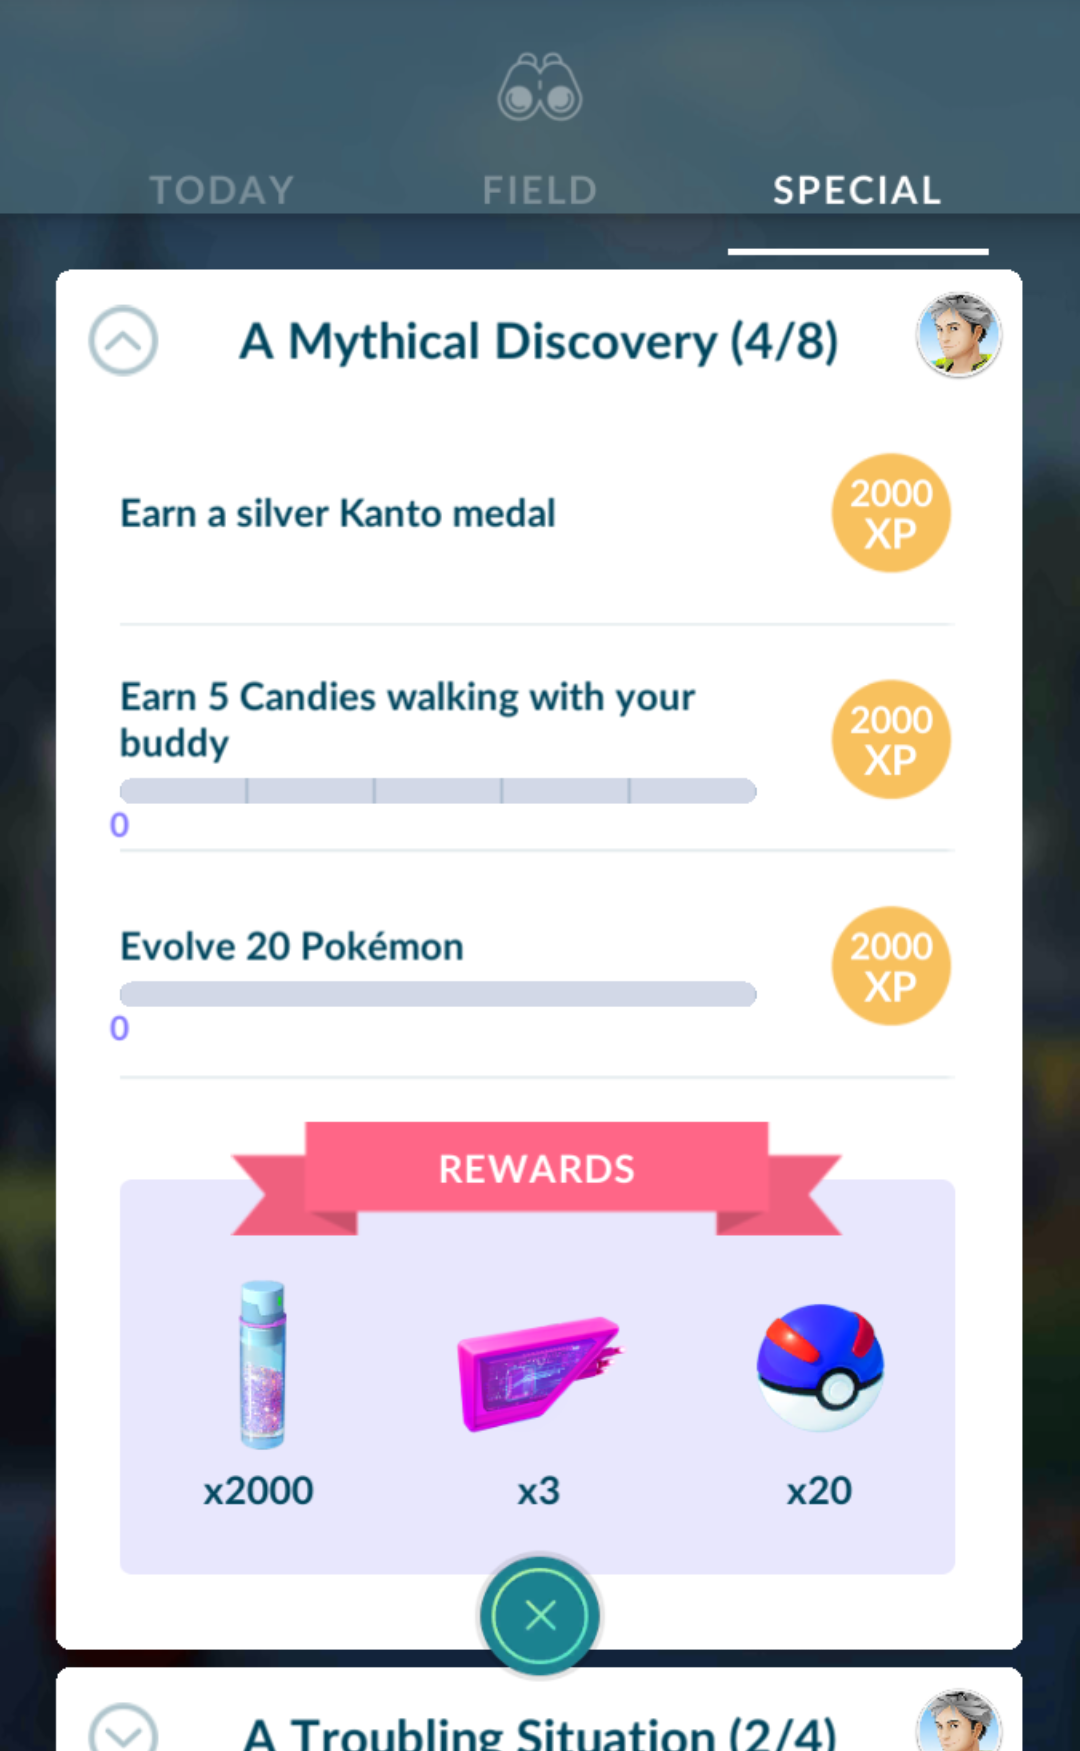 TODAY
FIELD
SPECIAL
A Mythical Discovery (4/8)
Earn a silver Kanto medal
2000
XP
Earn 5 Candies walking with your
buddy
2000
XP
0
Evolve 20 Pokémon
2000
XP
0
REWARDS
x2000
x3
x20
A Troubling Situation (2/4)